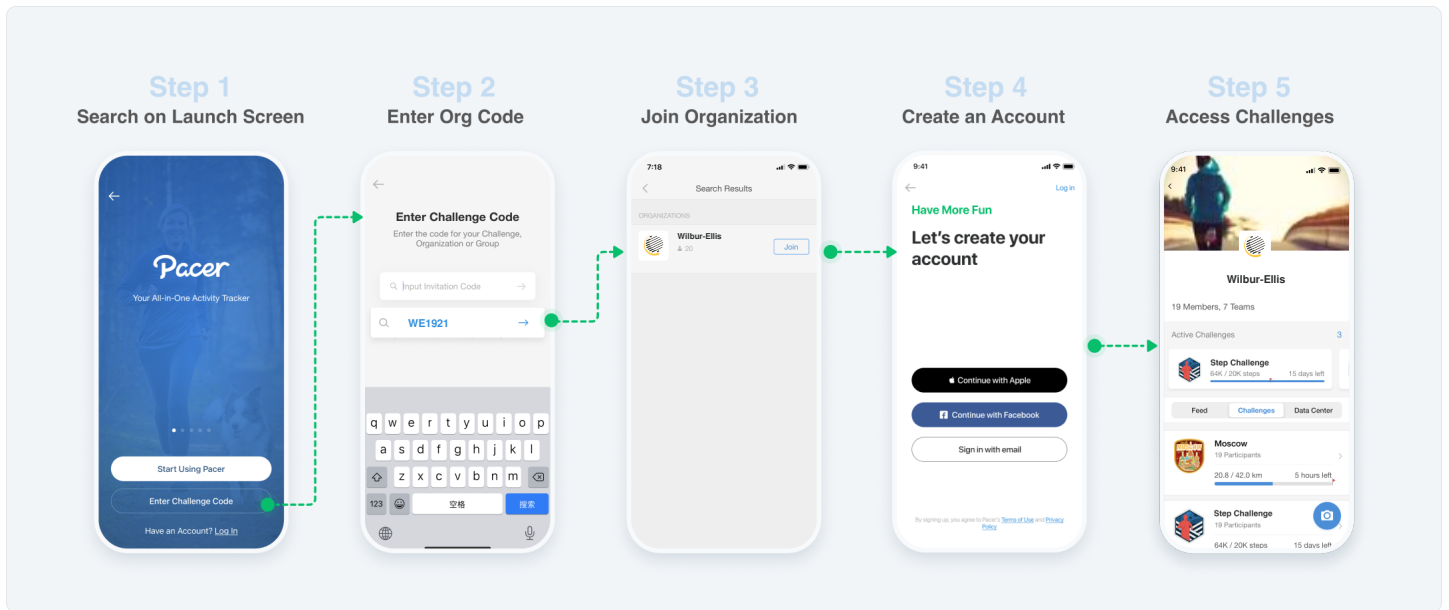 Step 1
Search on Launch Screen
Pacer
Your All-in-One Activity Tracker
Start Using Pacer
Enter Challenge Code
Have an Account? Log In
Step 2
Enter Org Code
Enter Challenge Code
Enter the code for your Challenge,
Organization or Group
Input Invitation Code
WE1921
q w e r t y u i o p
a s d f g h j k l
z x c v b n m
123 空格 搜索
Step 3
Join Organization
7:18
Search Results
ORGANIZATIONS
Wilbur-Ellis
20
Join
Step 4
Create an Account
9:41
Log in
Have More Fun
Let's create your
account
Continue with Apple
Continue with Facebook
Sign in with email
By signing up, you agree to Pacer's Terms of Use and Privacy
Policy
Step 5
Access Challenges
9:41
Wilbur-Ellis
19 Members, 7 Teams
Active Challenges 3
Step Challenge
64K / 20K steps 15 days left
Feed Challenges Data Center
Moscow
19 Participants
20.8 / 42.0 km 5 hours left
Step Challenge
19 Participants
64K / 20K steps 15 days left